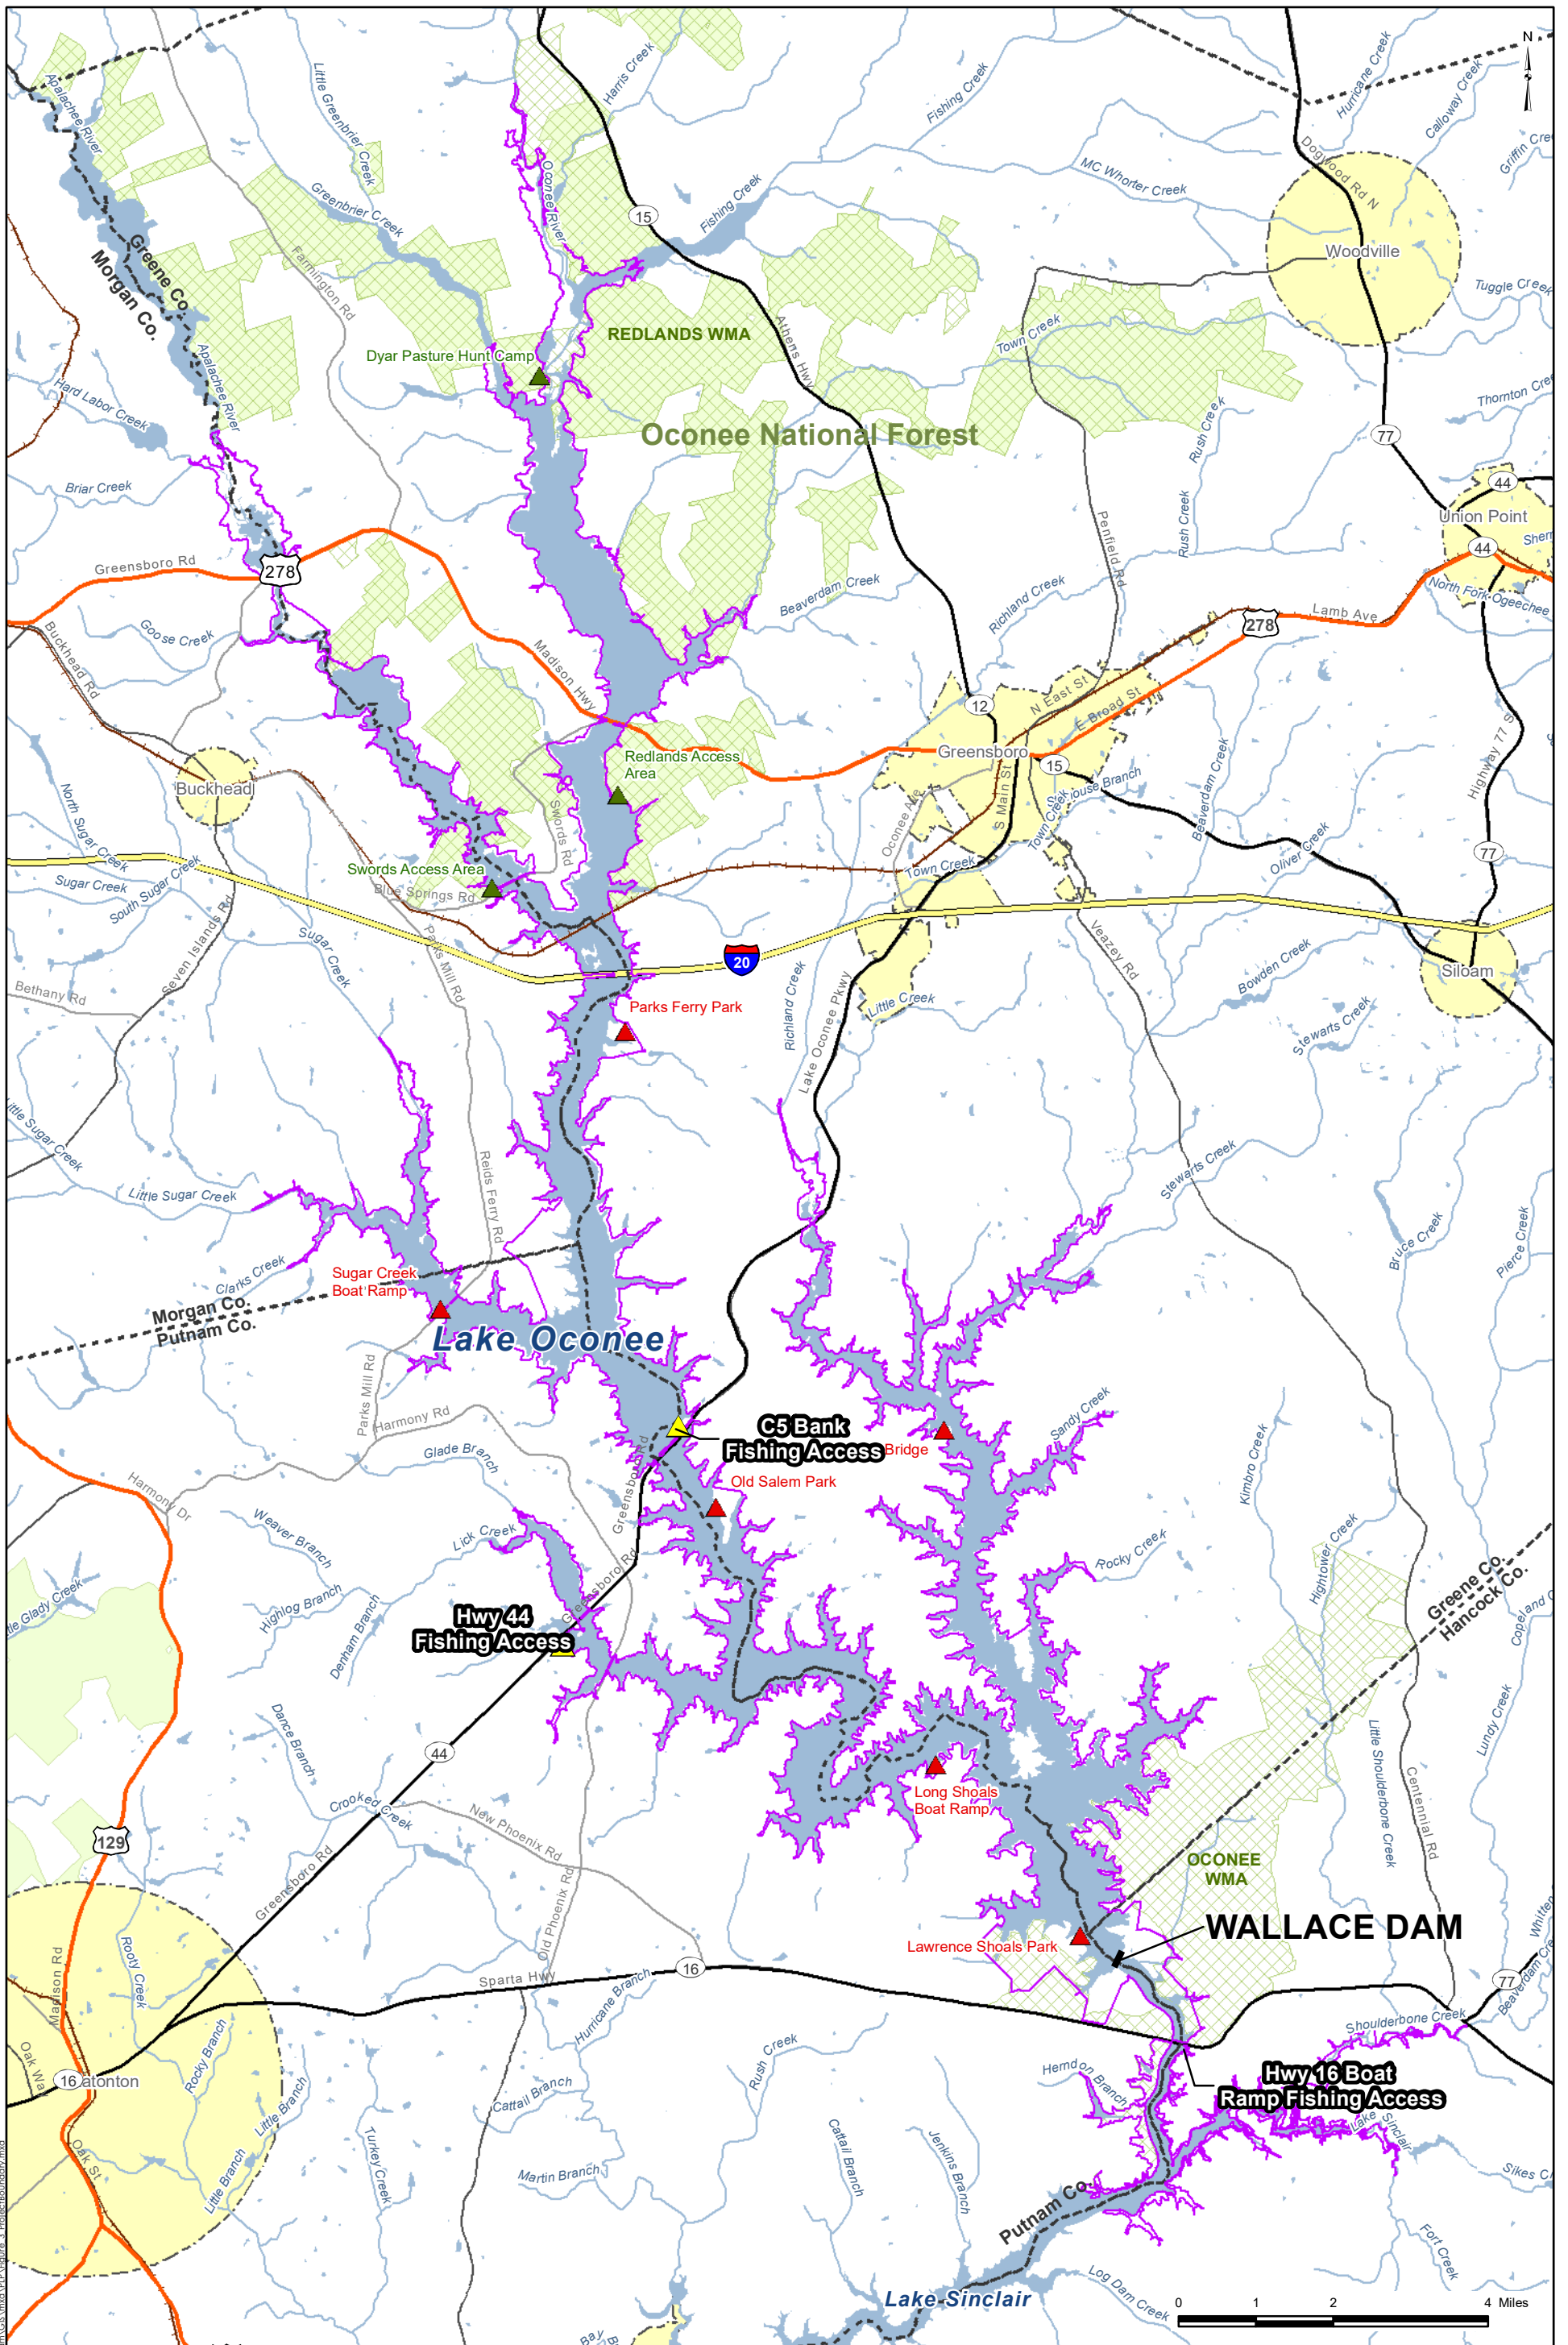 N
Apalachee River
Little Greenbrier Creek
Harris Creek
Fishing Creek
Hurricane Creek
Calloway Creek
Dogwood Rd N
MC Whorter Creek
Greenbrier Creek
Oconee River
Fishing Creek
15
Woodville
Greene Co.
Morgan Co.
Farmington Rd
Tuggle Creek
REDLANDS WMA
Athens Hwy
Town Creek
Dyar Pasture Hunt Camp
Apalachee River
Hard Labor Creek
Oconee National Forest
Rush Creek
77
Briar Creek
44
Union Point
Penfield Rd
Rush Creek
44
Greensboro Rd
278
Beaverdam Creek
Richland Creek
North Fork Ogeechee
Lamb Ave
278
Goose Creek
Buckhead Rd
Madison Hwy
N East St
E Broad St
12
Greensboro
15
Highway 77 S
Redlands Access
Area
Buckhead
North Sugar Creek
Swords Rd
Oconee Ave
S Main St
Town Creek
ouse Branch
Beaverdam Creek
Oliver Creek
77
Swords Access Area
Blue Springs Rd
Town Creek
Sugar Creek
South Sugar Creek
Seven Islands Rd
Sugar Creek
Parks Mill Rd
20
Veazey Rd
Bowden Creek
Siloam
Bethany Rd
Parks Ferry Park
Richland Creek
Lake Oconee Pkwy
Little Creek
Stewarts Creek
Little Sugar Creek
Little Sugar Creek
Reids Ferry Rd
Stewarts Creek
Bruce Creek
Pierce Creek
Clarks Creek
Sugar Creek
Boat Ramp
Morgan Co.
Putnam Co.
Lake Oconee
Parks Mill Rd
Harmony Rd
Glade Branch
C5 Bank
Fishing Access
Bridge
Sandy Creek
Kimbro Creek
Harmony Dr
Greensboro Rd
Old Salem Park
Weaver Branch
Lick Creek
Rocky Creek
Hightower Creek
Greensboro Rd
Highlog Branch
Denham Branch
Hwy 44
Fishing Access
Greene Co.
Hancock Co.
Dance Branch
44
Long Shoals
Boat Ramp
Little Shoulderbone Creek
Lundy Creek
Centennial Rd
Crooked Creek
New Phoenix Rd
129
OCONEE
WMA
Greensboro Rd
Old Phoenix Rd
WALLACE DAM
Lawrence Shoals Park
Madison Rd
Rooty Creek
Sparta Hwy
16
77
Hurricane Branch
Shoulderbone Creek
Rocky Branch
Rush Creek
Herndon Branch
Hwy 16 Boat
Ramp Fishing Access
16
atonton
Little Branch
Cattail Branch
Lake Sinclair
Oak St
Turkey Creek
Martin Branch
Cattail Branch
Jenkins Branch
Little Branch
Putnam Co.
Fort Creek
Log Dam Creek
Lake Sinclair
0 1 2 4 Miles